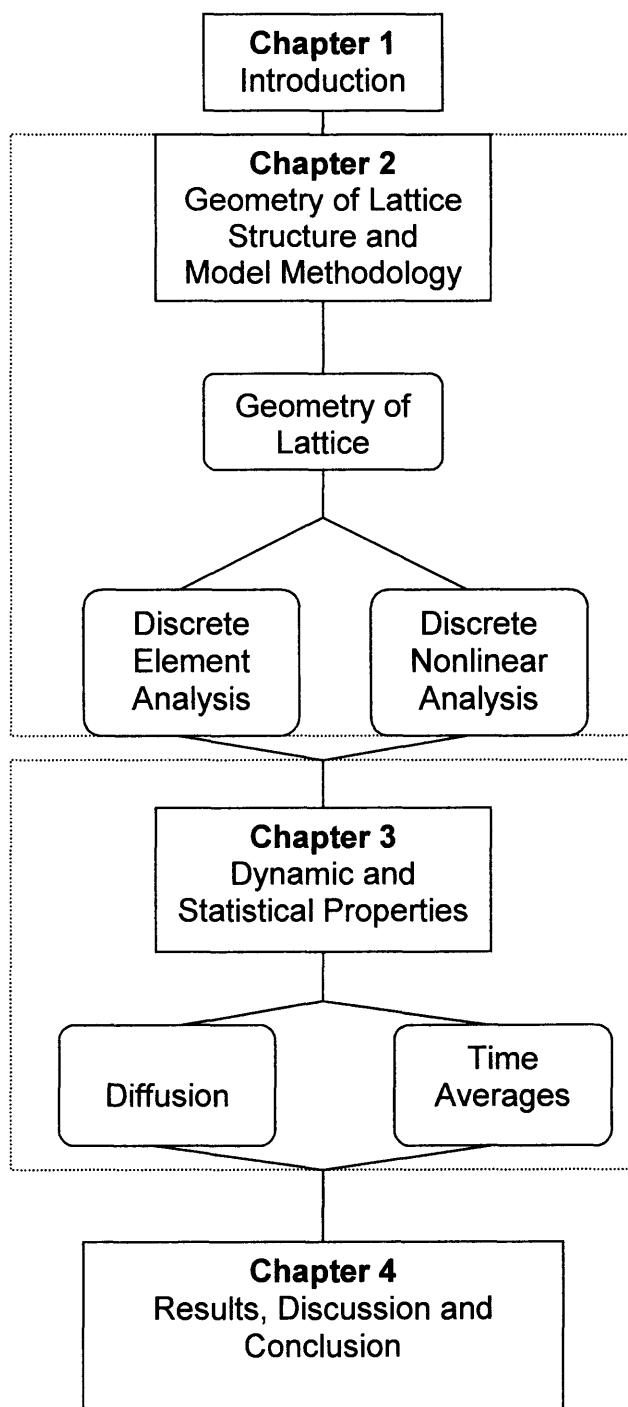 Chapter 1
Introduction
Chapter 2
Geometry of Lattice
Structure and
Model Methodology
Geometry of
Lattice
Discrete
Element
Analysis
Discrete
Nonlinear
Analysis
Chapter 3
Dynamic and
Statistical Properties
Diffusion
Time
Averages
Chapter 4
Results, Discussion and
Conclusion